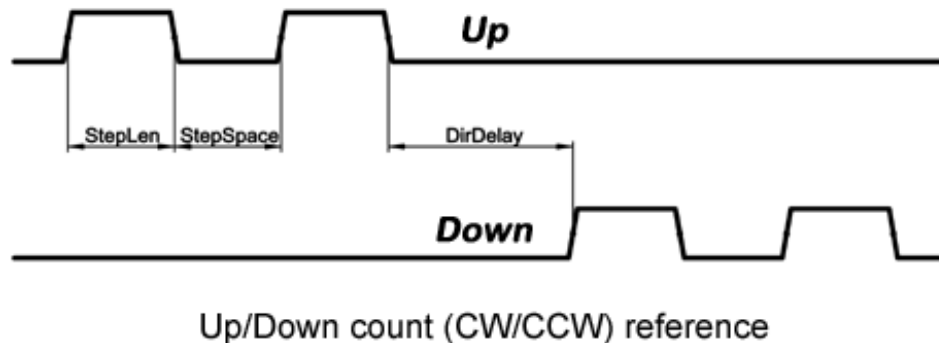 Up
StepLen StepSpace DirDelay
Down
Up/Down count (CW/CCW) reference